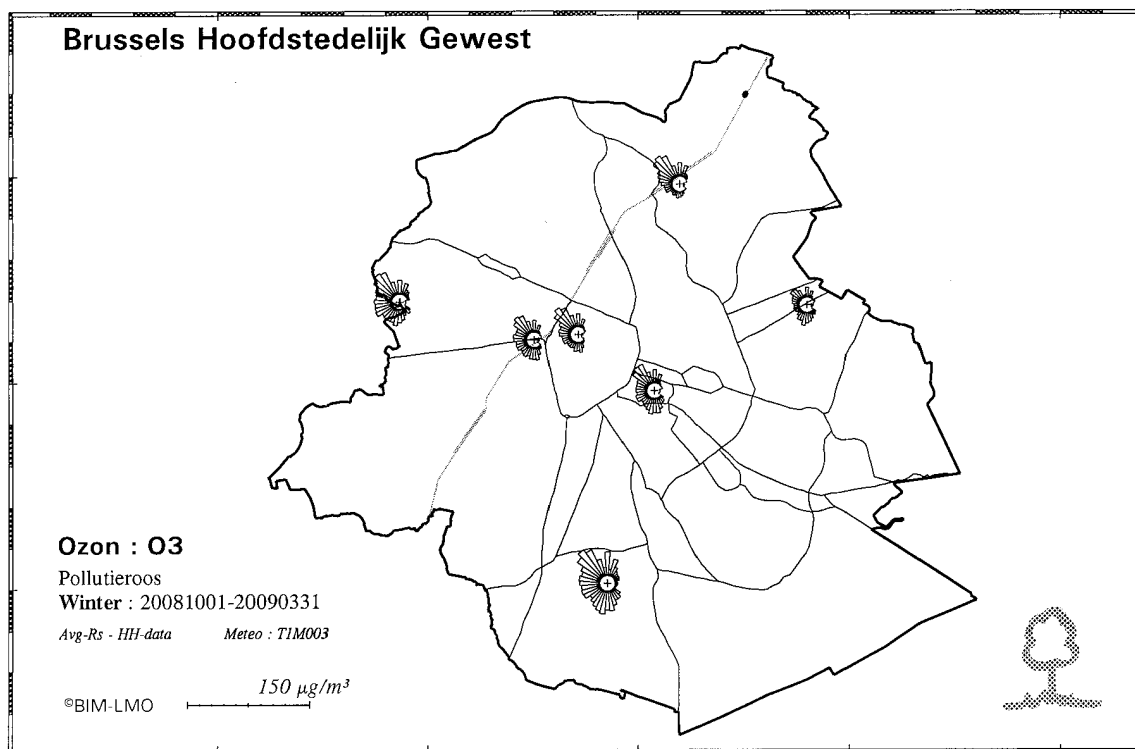 Brussels Hoofdstedelijk Gewest
Ozon : O3
Pollutieroos
Winter : 20081001-20090331
Avg-Rs - HH-data Meteo : T1M003
150 µg/m³
©BIM-LMO